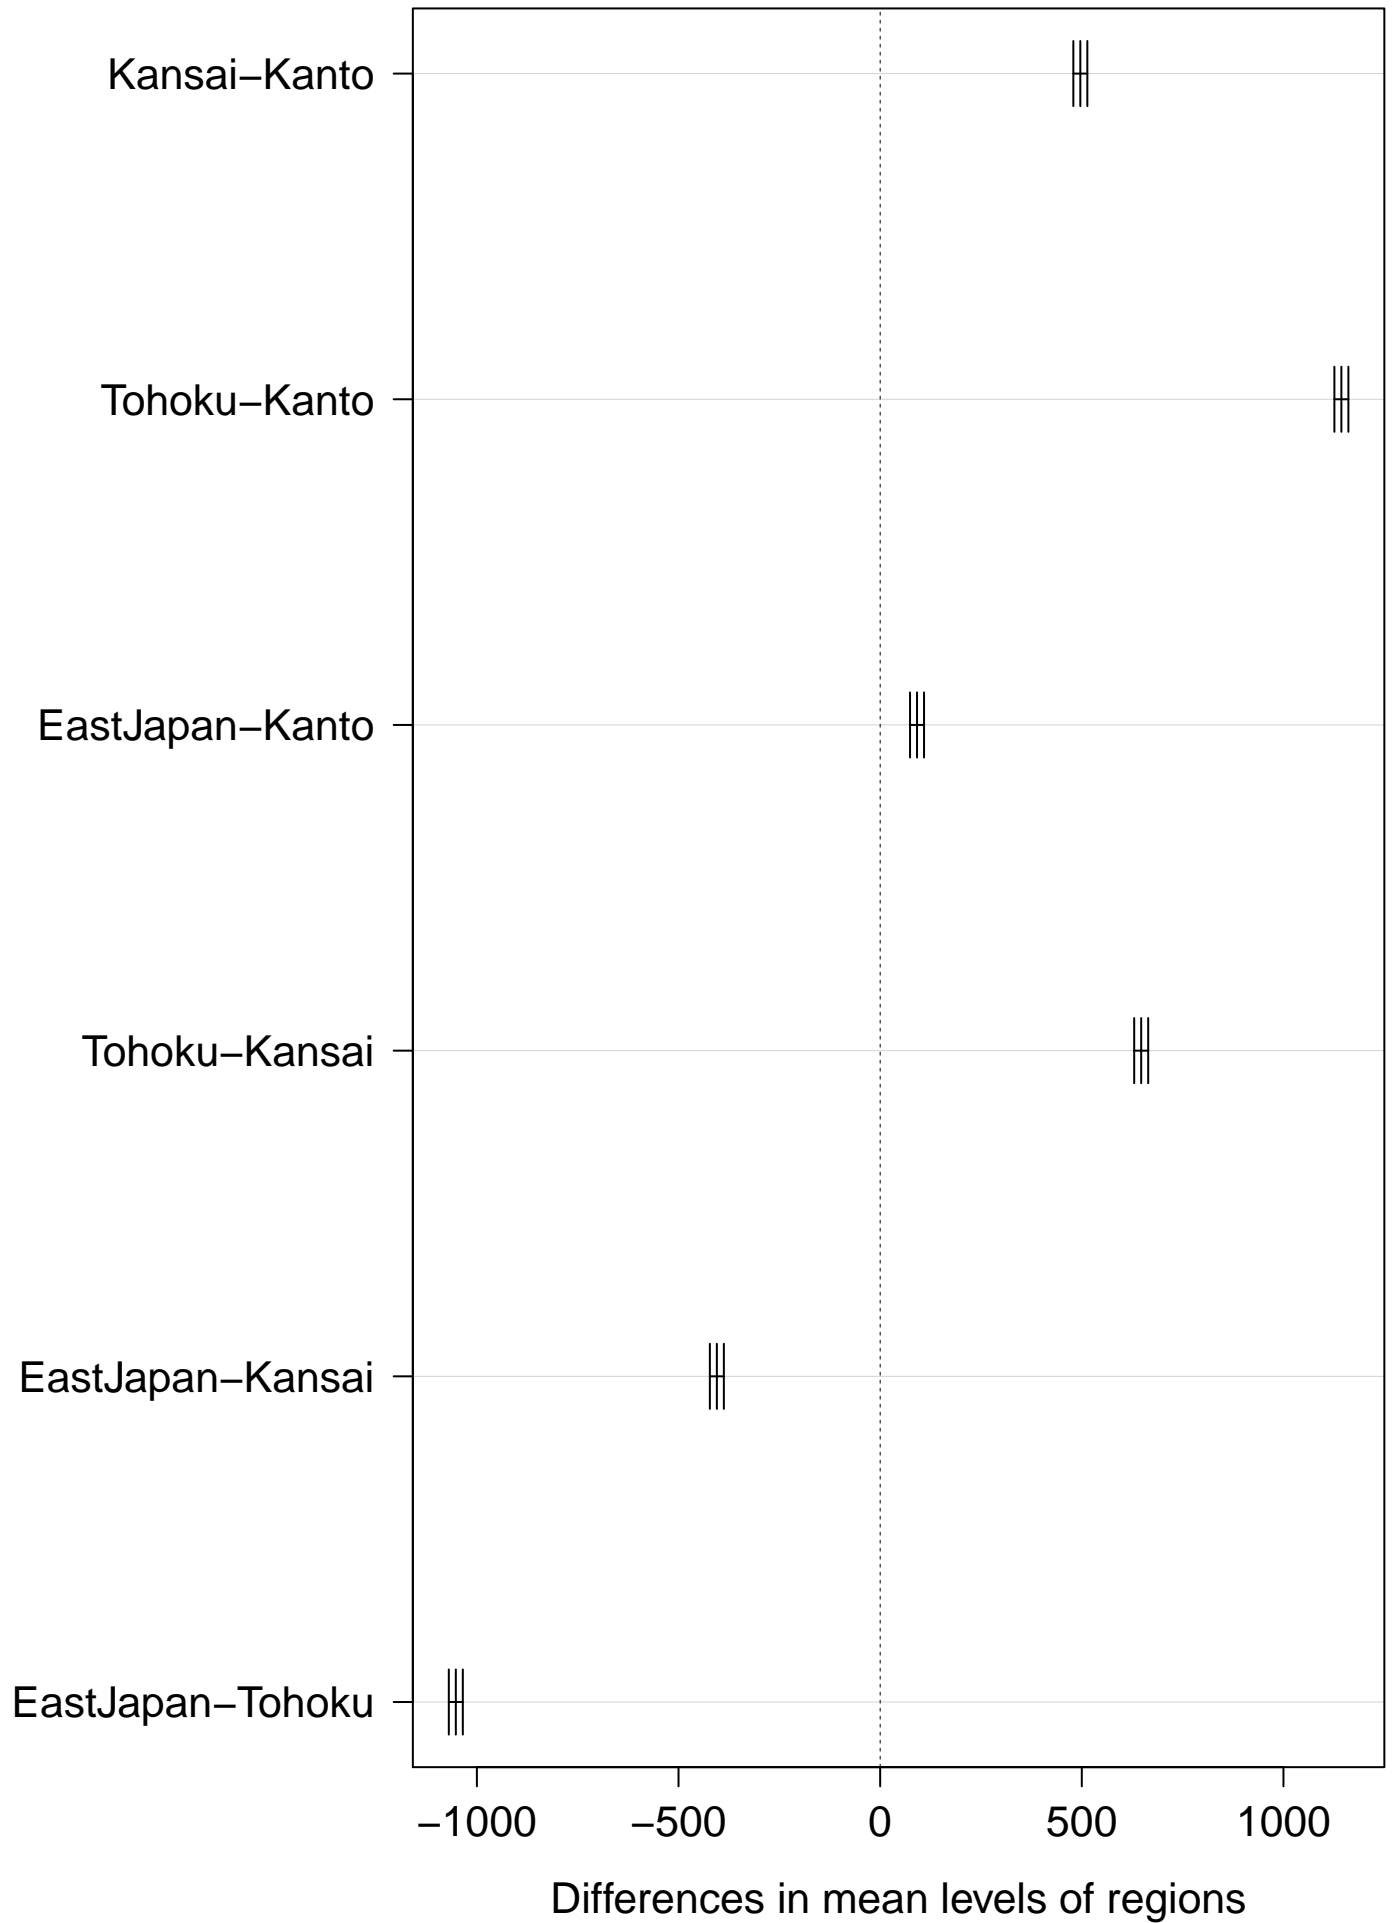 Kansai−Kanto
Tohoku−Kanto
EastJapan−Kanto
Tohoku−Kansai
EastJapan−Kansai
EastJapan−Tohoku
−1000 −500 0 500 1000
Differences in mean levels of regions